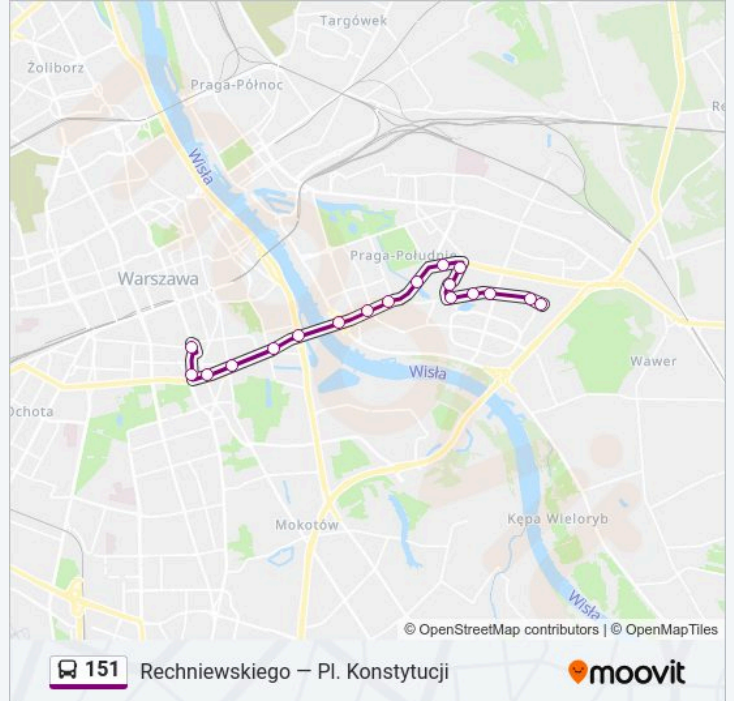 Targówek
Żoliborz
Praga-Północ
Wisła
Praga-Południe
Warszawa
Wawer
Wisła
Ochota
Mokotów
Kępa Wieloryb
Wisła
© OpenStreetMap contributors | © OpenMapTiles
151 Rechniewskiego — Pl. Konstytucji moovit